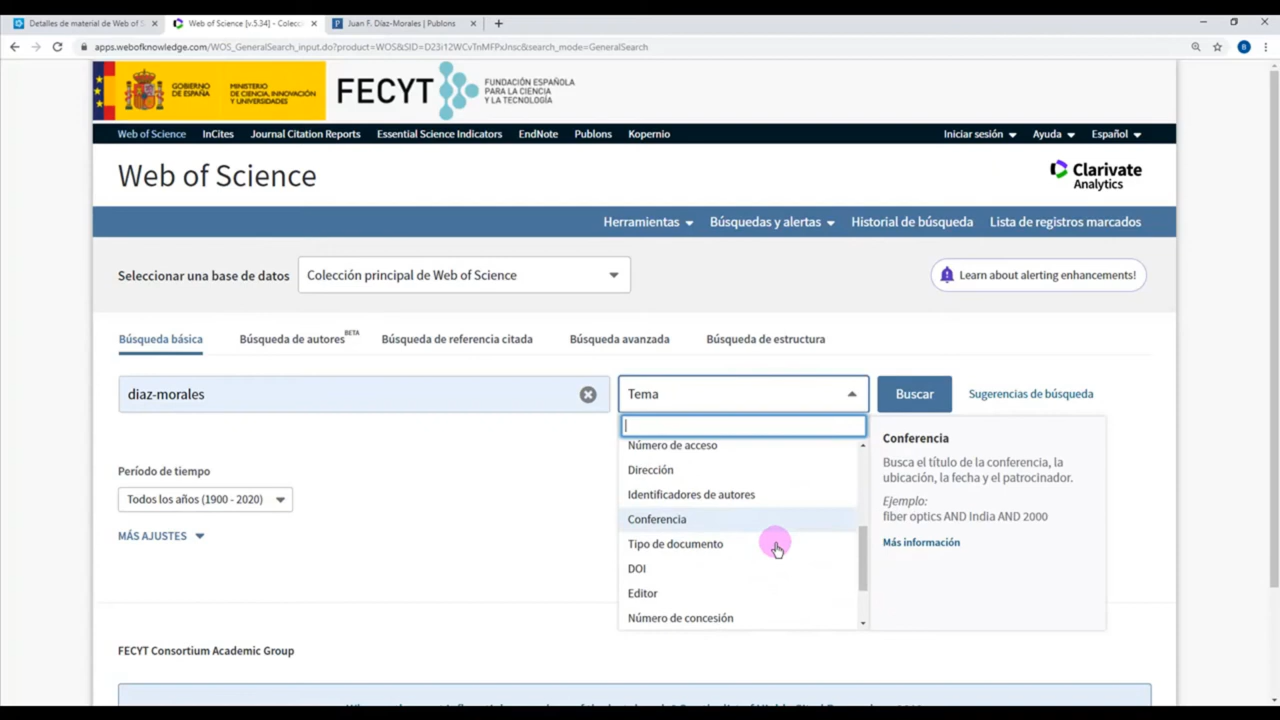 Detalles de material de Web of S
Web of Science [v.5.34] - Colecci
Juan F. Díaz-Morales | Publons
apps.webofknowledge.com/WOS_GeneralSearch_input.do?product=WOS&SID=D23i12WCvTnMFPxJnsc&search_mode=GeneralSearch
B
GOBIERNO
DE ESPAÑA
MINISTERIO
DE CIENCIA, INNOVACIÓN
Y UNIVERSIDADES
FECYT
FUNDACIÓN ESPAÑOLA
PARA LA CIENCIA
Y LA TECNOLOGÍA
Web of Science InCites Journal Citation Reports Essential Science Indicators EndNote Publons Kopernio Iniciar sesión Ayuda Español
Web of Science
Clarivate
Analytics
Herramientas Búsquedas y alertas Historial de búsqueda Lista de registros marcados
Seleccionar una base de datos Colección principal de Web of Science Learn about alerting enhancements!
Búsqueda básica Búsqueda de autores BETA Búsqueda de referencia citada Búsqueda avanzada Búsqueda de estructura
diaz-morales Tema Buscar Sugerencias de búsqueda
Número de acceso
Dirección
Identificadores de autores
Conferencia
Tipo de documento
DOI
Editor
Número de concesión
Conferencia
Busca el título de la conferencia, la
ubicación, la fecha y el patrocinador.
Ejemplo:
fiber optics AND India AND 2000
Más información
Período de tiempo
Todos los años (1900 - 2020)
MÁS AJUSTES
FECYT Consortium Academic Group